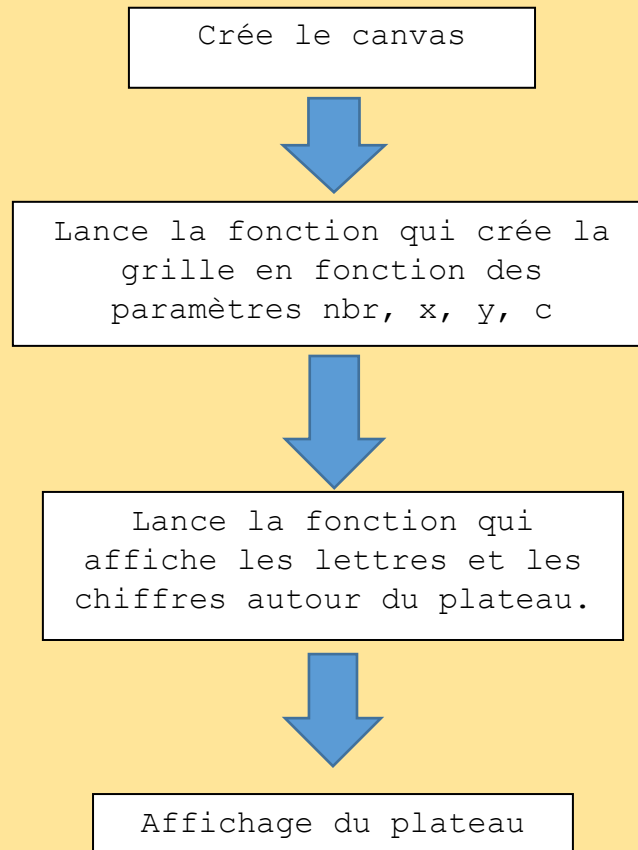 Crée le canvas
Lance la fonction qui crée la
grille en fonction des
paramètres nbr, x, y, c
Lance la fonction qui
affiche les lettres et les
chiffres autour du plateau.
Affichage du plateau